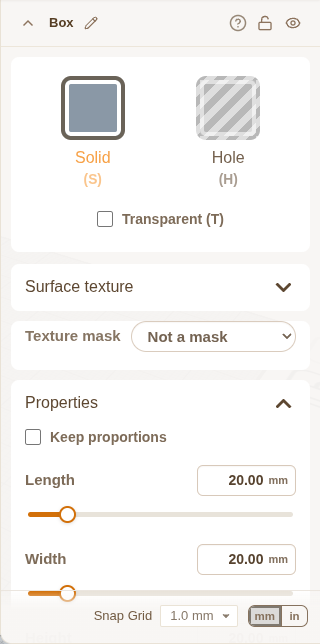 Box
Solid
(S)
Hole
(H)
Transparent (T)
Surface texture
Texture mask
Not a mask
Properties
Keep proportions
Length
20.00 mm
Width
20.00 mm
Snap Grid
1.0 mm
mm
in